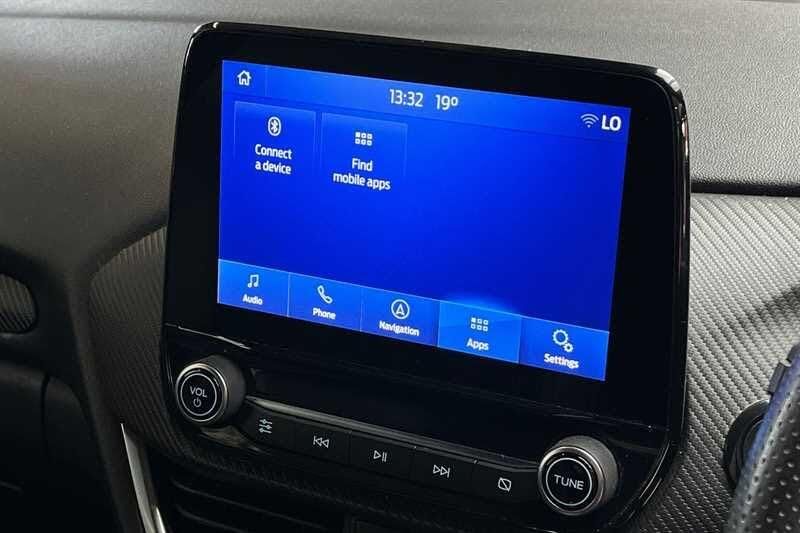 13:32 19°
LO
Connect
a device
Find
mobile apps
Audio
Phone
Navigation
Apps
Settings
VOL
TUNE